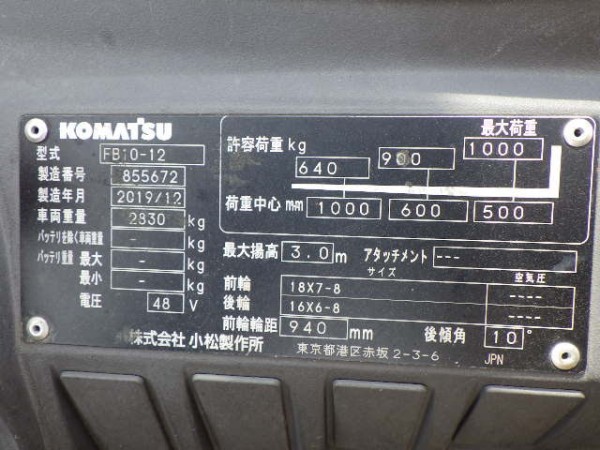 KOMATSU
型式 FB10-12
製造番号 855672
製造年月 2019/12
車両重量 2830 kg
バッテリを除く車両重量 - kg
バッテリ重量 最大 - kg
最小 - kg
電圧 48 V
株式会社 小松製作所
最大荷重
許容荷重 kg 640 900 1000
荷重中心 mm 1000 600 500
最大揚高 3.0 m アタッチメント ---
サイズ 空気圧
前輪 18X7-8 ----
後輪 16X6-8 ----
前輪輪距 940 mm 後傾角 10°
東京都港区赤坂 2-3-6 JPN